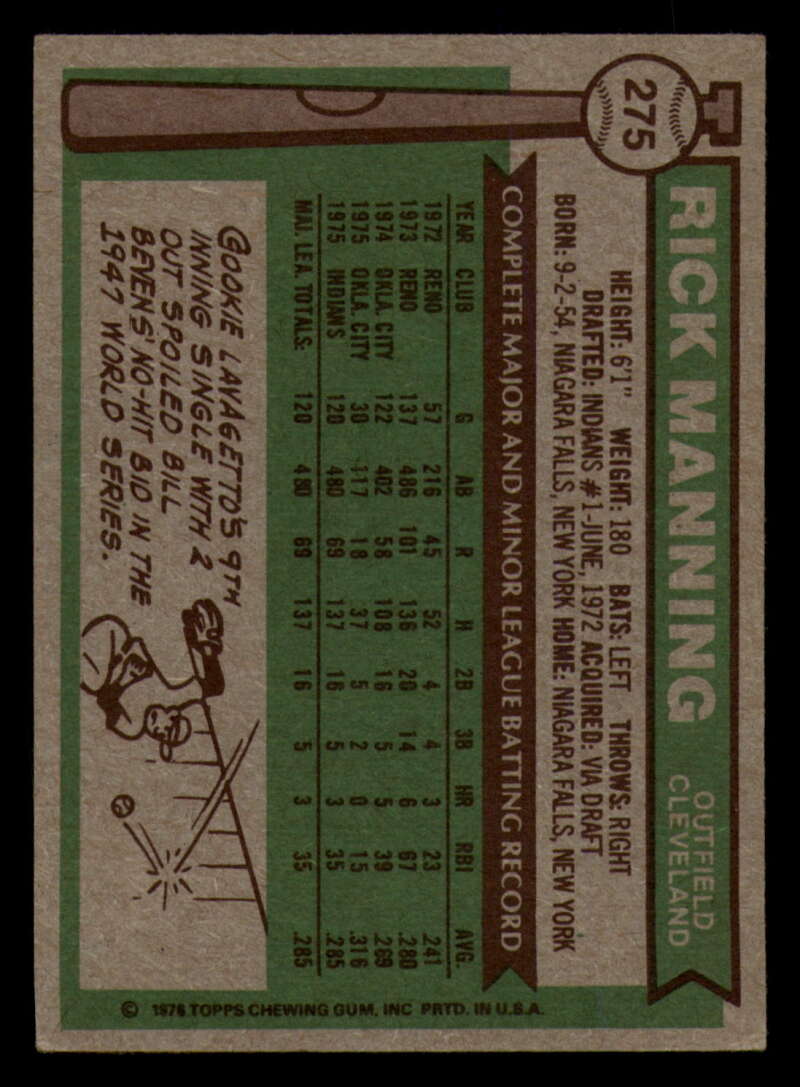 275
RICK MANNING
OUTFIELD
CLEVELAND
HEIGHT: 6'1" WEIGHT: 180 BATS: LEFT THROWS: RIGHT
DRAFTED: INDIANS #1-JUNE, 1972 ACQUIRED: VIA DRAFT
BORN: 9-2-54, NIAGARA FALLS, NEW YORK HOME: NIAGARA FALLS, NEW YORK
COMPLETE MAJOR AND MINOR LEAGUE BATTING RECORD
YEAR CLUB G AB R H 2B 3B HR RBI AVG.
1972 RENO 57 216 45 52 4 4 3 23 .241
1973 RENO 137 486 101 136 20 14 6 67 .280
1974 OKLA. CITY 122 402 58 108 16 5 5 39 .269
1975 OKLA. CITY 30 117 18 37 5 2 0 15 .316
1975 INDIANS 120 480 69 137 16 5 3 35 .285
MAJ. LEA. TOTALS: 120 480 69 137 16 5 3 35 .285
COOKIE LAVAGETTO'S 9TH
INNING SINGLE WITH 2
OUT SPOILED BILL
BEVENS' NO-HIT BID IN THE
1947 WORLD SERIES.
© 1976 TOPPS CHEWING GUM, INC PRTD. IN U.S.A.